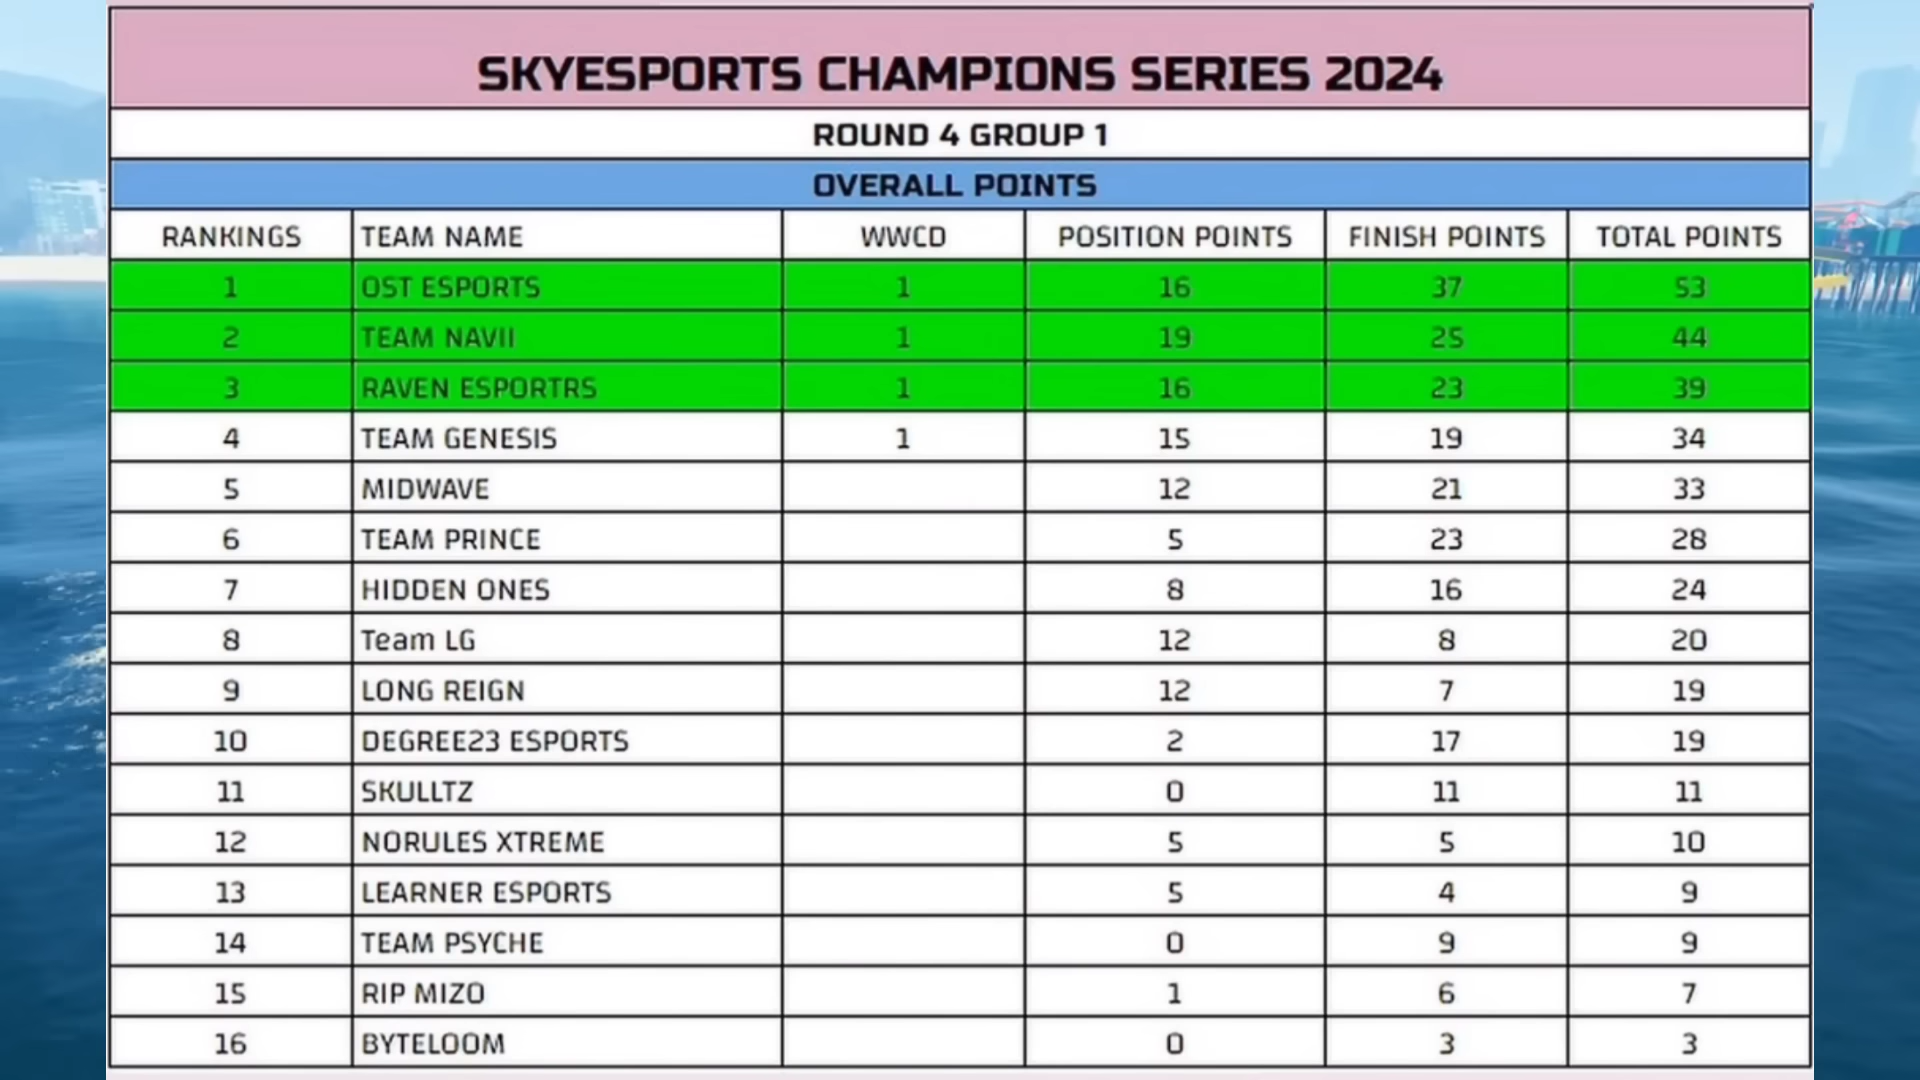 SKYESPORTS CHAMPIONS SERIES 2024
ROUND 4 GROUP 1
OVERALL POINTS
RANKINGS TEAM NAME WWCD POSITION POINTS FINISH POINTS TOTAL POINTS
1 OST ESPORTS 1 16 37 53
2 TEAM NAVII 1 19 25 44
3 RAVEN ESPORTRS 1 16 23 39
4 TEAM GENESIS 1 15 19 34
5 MIDWAVE 12 21 33
6 TEAM PRINCE 5 23 28
7 HIDDEN ONES 8 16 24
8 Team LG 12 8 20
9 LONG REIGN 12 7 19
10 DEGREE23 ESPORTS 2 17 19
11 SKULLTZ 0 11 11
12 NORULES XTREME 5 5 10
13 LEARNER ESPORTS 5 4 9
14 TEAM PSYCHE 0 9 9
15 RIP MIZO 1 6 7
16 BYTELOOM 0 3 3